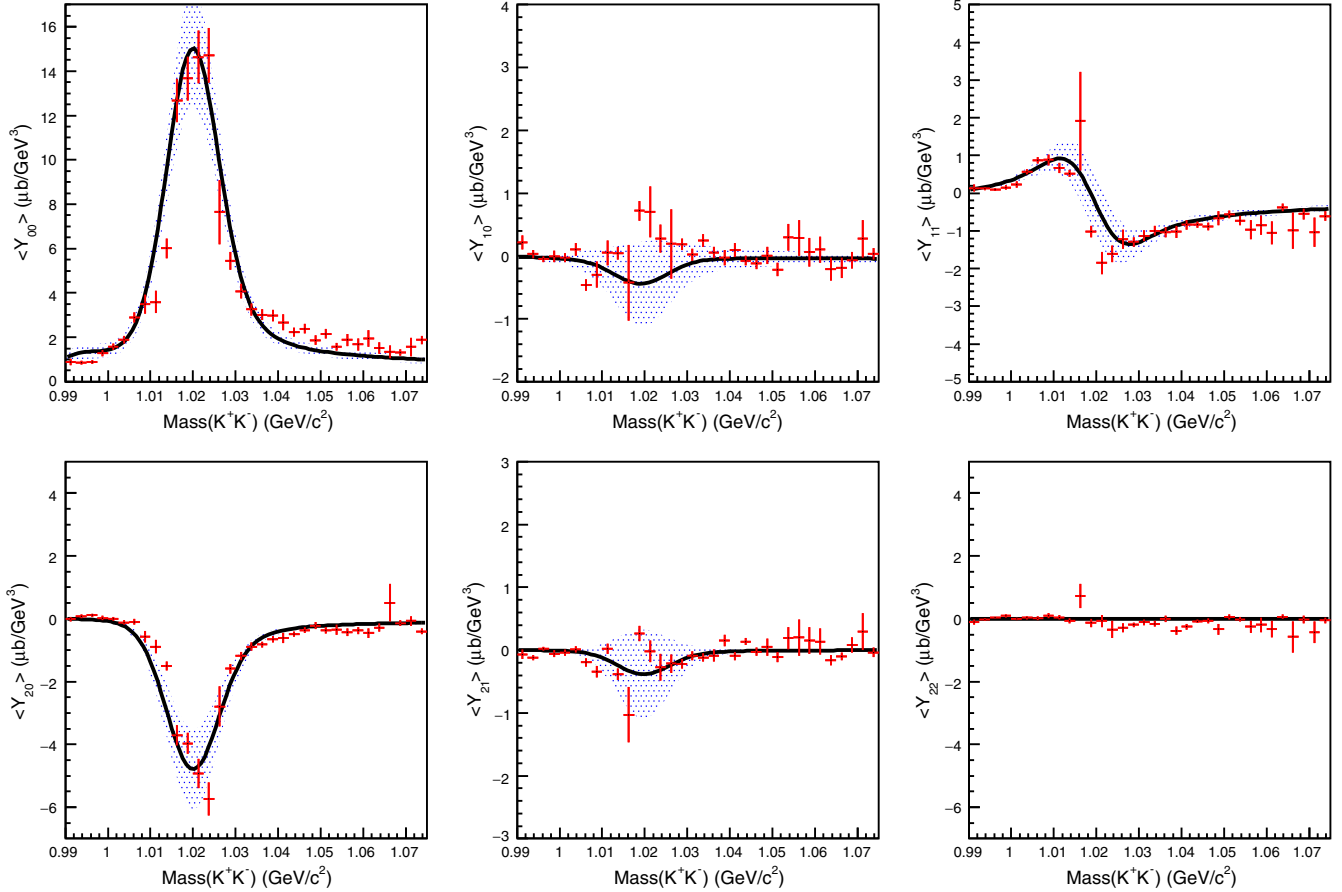 <Y₀₀> (μb/GeV³)
16
14
12
10
8
6
4
2
0
0.99 1 1.01 1.02 1.03 1.04 1.05 1.06 1.07
Mass(K⁺K⁻) (GeV/c²)
<Y₁₀> (μb/GeV³)
4
3
2
1
0
−1
−2
0.99 1 1.01 1.02 1.03 1.04 1.05 1.06 1.07
Mass(K⁺K⁻) (GeV/c²)
<Y₁₁> (μb/GeV³)
5
4
3
2
1
0
−1
−2
−3
−4
−5
0.99 1 1.01 1.02 1.03 1.04 1.05 1.06 1.07
Mass(K⁺K⁻) (GeV/c²)
<Y₂₀> (μb/GeV³)
4
2
0
−2
−4
−6
0.99 1 1.01 1.02 1.03 1.04 1.05 1.06 1.07
Mass(K⁺K⁻) (GeV/c²)
<Y₂₁> (μb/GeV³)
3
2
1
0
−1
−2
−3
0.99 1 1.01 1.02 1.03 1.04 1.05 1.06 1.07
Mass(K⁺K⁻) (GeV/c²)
<Y₂₂> (μb/GeV³)
4
2
0
−2
−4
−6
0.99 1 1.01 1.02 1.03 1.04 1.05 1.06 1.07
Mass(K⁺K⁻) (GeV/c²)